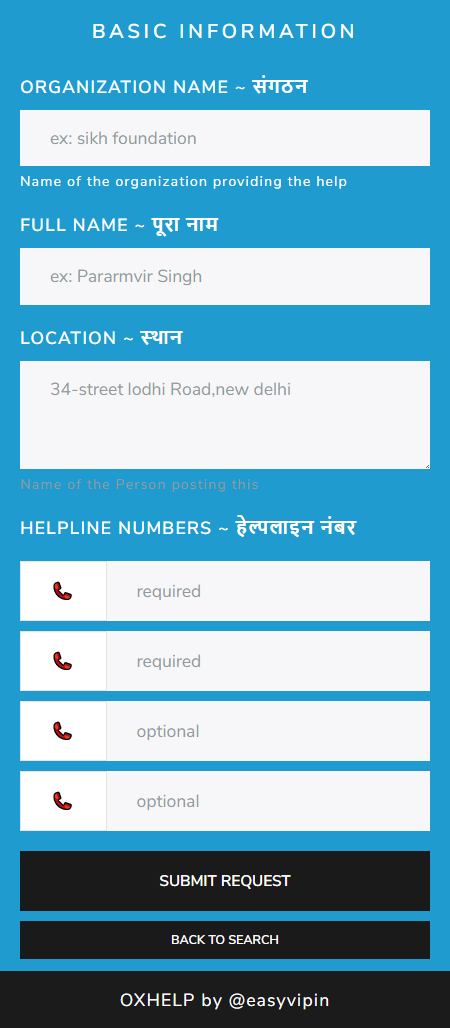 BASIC INFORMATION
ORGANIZATION NAME ~ संगठन
ex: sikh foundation
Name of the organization providing the help
FULL NAME ~ पूरा नाम
ex: Pararmvir Singh
LOCATION ~ स्थान
34-street lodhi Road,new delhi
Name of the Person posting this
HELPLINE NUMBERS ~ हेल्पलाइन नंबर
required
required
optional
optional
SUBMIT REQUEST
BACK TO SEARCH
OXHELP by @easyvipin